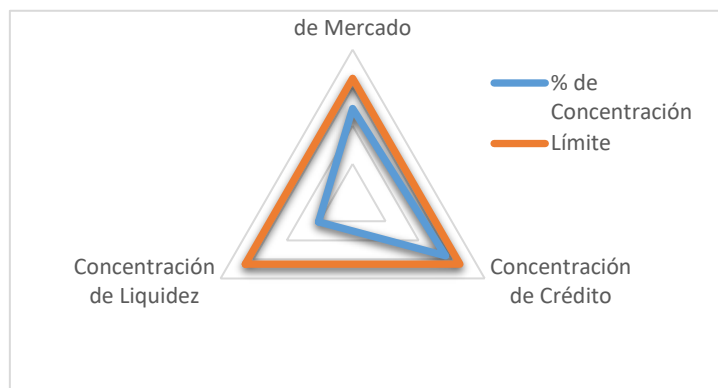 de Mercado
% de
Concentración
Límite
Concentración
de Liquidez
Concentración
de Crédito